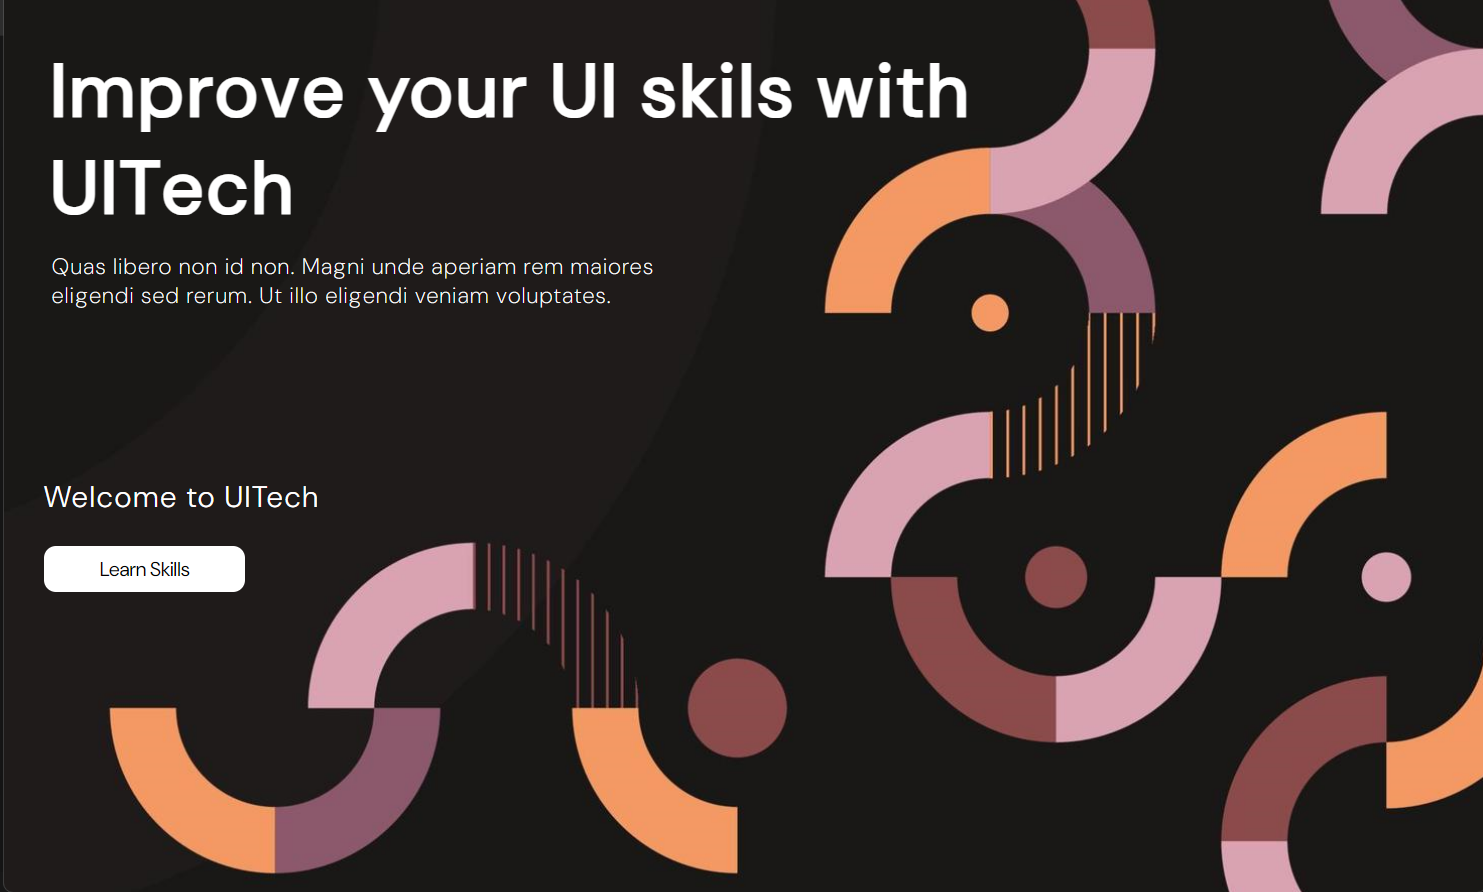 Improve your UI skils with
UITech
Quas libero non id non. Magni unde aperiam rem maiores
eligendi sed rerum. Ut illo eligendi veniam voluptates.
Welcome to UITech
Learn Skills